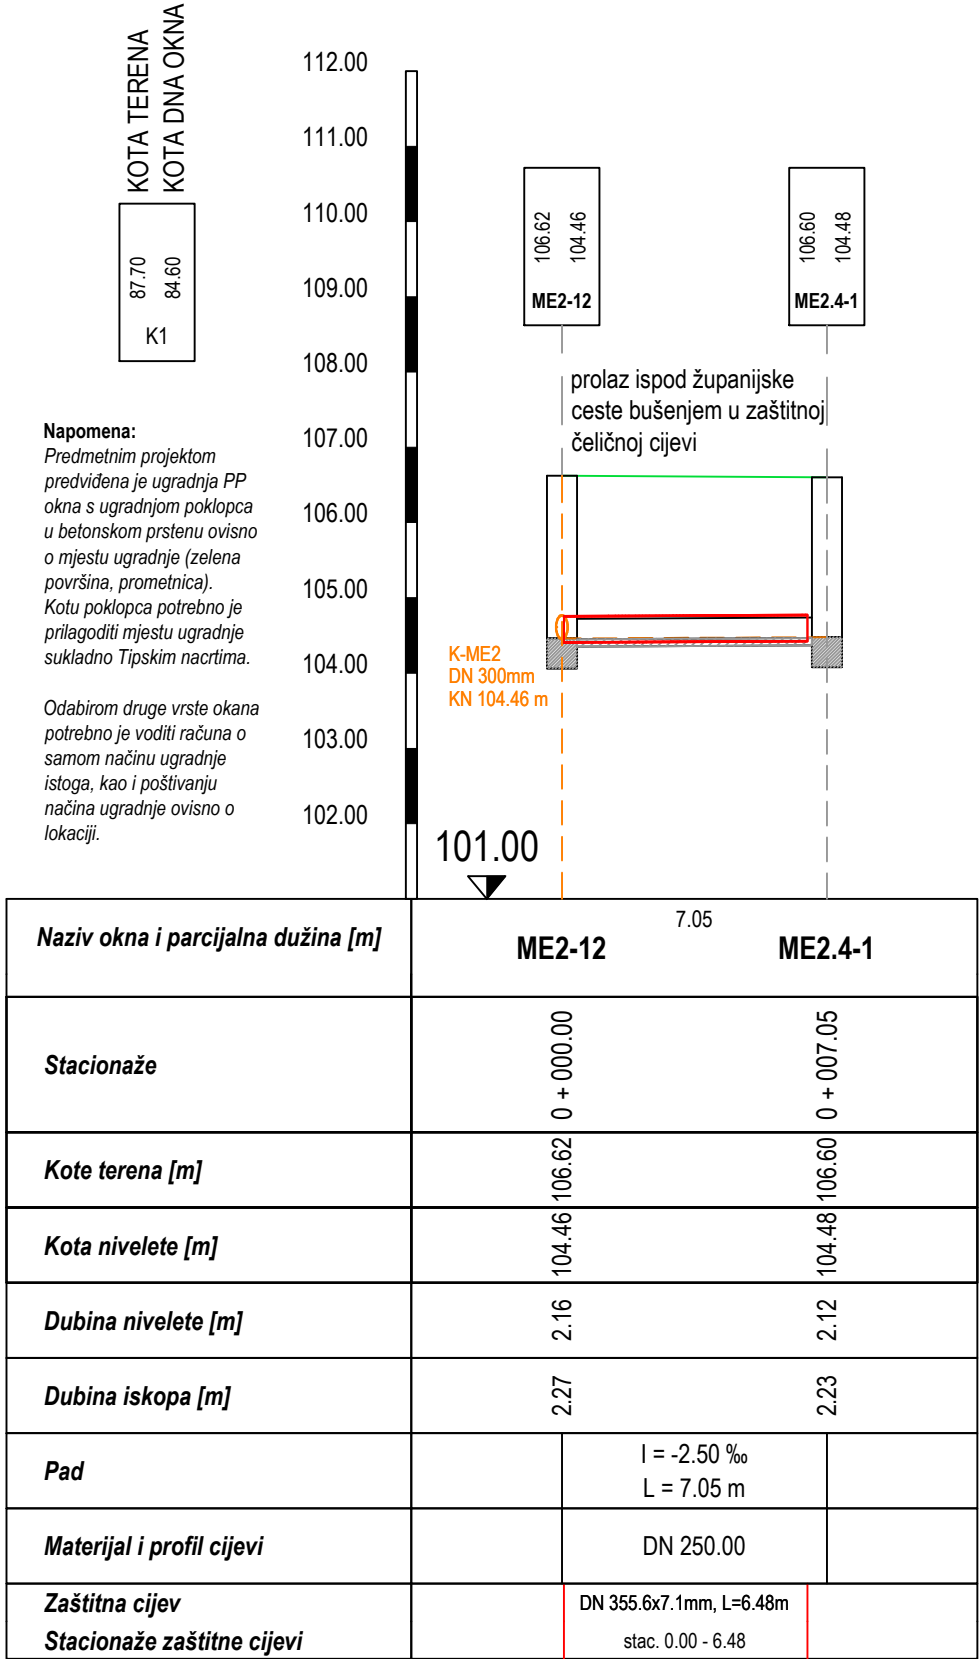 KOTA TERENA
KOTA DNA OKNA
87.70
84.60
K1
112.00
111.00
110.00
109.00
108.00
107.00
106.00
105.00
104.00
103.00
102.00
101.00
106.62
104.46
ME2-12
106.60
104.48
ME2.4-1
prolaz ispod županijske
ceste bušenjem u zaštitnoj
čeličnoj cijevi
Napomena:
Predmetnim projektom
predviđena je ugradnja PP
okna s ugradnjom poklopca
u betonskom prstenu ovisno
o mjestu ugradnje (zelena
površina, prometnica).
Kotu poklopca potrebno je
prilagoditi mjestu ugradnje
sukladno Tipskim nacrtima.
Odabirom druge vrste okana
potrebno je voditi računa o
samom načinu ugradnje
istoga, kao i poštivanju
načina ugradnje ovisno o
lokaciji.
K-ME2
DN 300mm
KN 104.46 m
Naziv okna i parcijalna dužina [m]
7.05
ME2-12
ME2.4-1
Stacionaže
0 + 000.00
0 + 007.05
Kote terena [m]
106.62
106.60
Kota nivelete [m]
104.46
104.48
Dubina nivelete [m]
2.16
2.12
Dubina iskopa [m]
2.27
2.23
Pad
I = -2.50 ‰
L = 7.05 m
Materijal i profil cijevi
DN 250.00
Zaštitna cijev
DN 355.6x7.1mm, L=6.48m
Stacionaže zaštitne cijevi
stac. 0.00 - 6.48